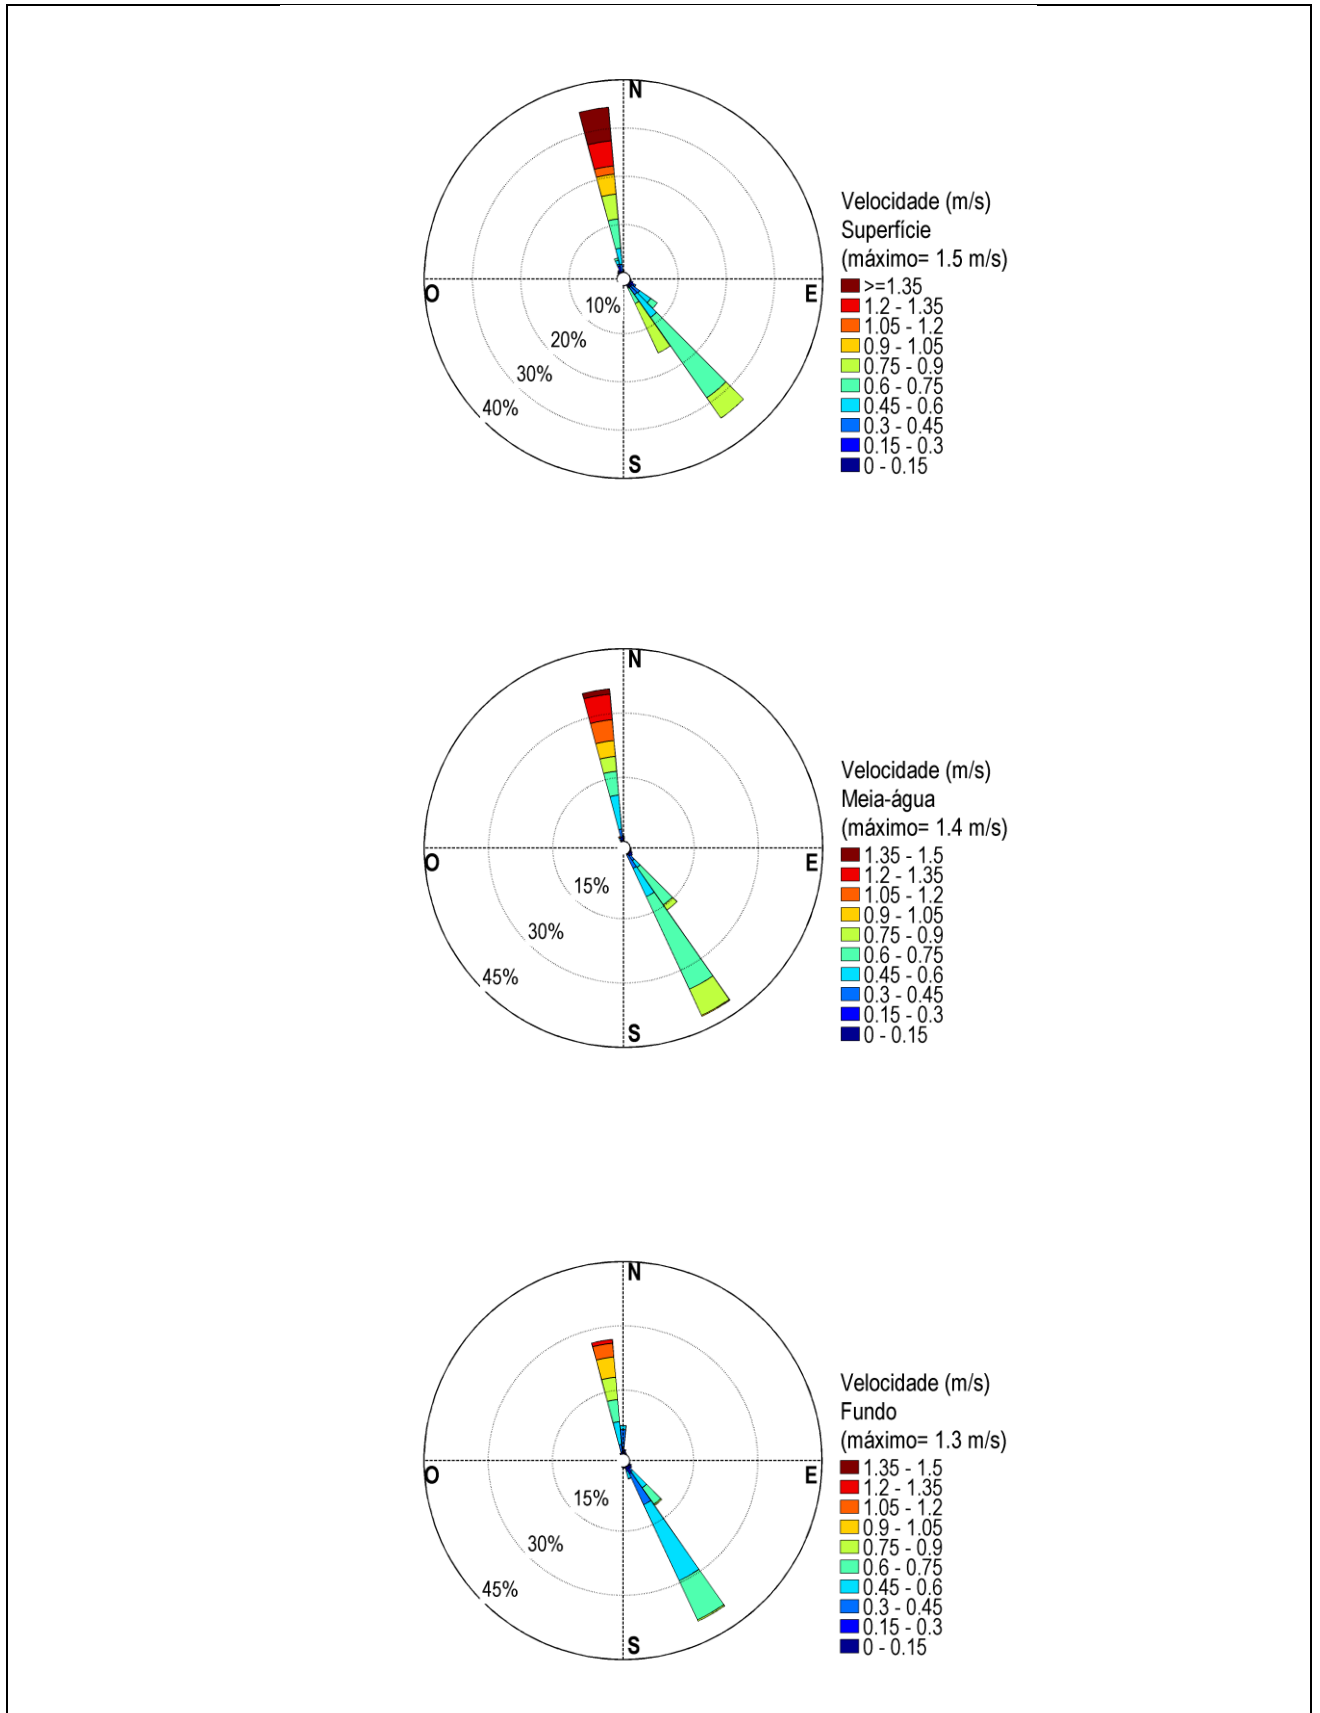 N
O
E
S
10%
20%
30%
40%
Velocidade (m/s)
Superfície
(máximo= 1.5 m/s)
>=1.35
1.2 - 1.35
1.05 - 1.2
0.9 - 1.05
0.75 - 0.9
0.6 - 0.75
0.45 - 0.6
0.3 - 0.45
0.15 - 0.3
0 - 0.15
N
O
E
S
15%
30%
45%
Velocidade (m/s)
Meia-água
(máximo= 1.4 m/s)
1.35 - 1.5
1.2 - 1.35
1.05 - 1.2
0.9 - 1.05
0.75 - 0.9
0.6 - 0.75
0.45 - 0.6
0.3 - 0.45
0.15 - 0.3
0 - 0.15
N
O
E
S
15%
30%
45%
Velocidade (m/s)
Fundo
(máximo= 1.3 m/s)
1.35 - 1.5
1.2 - 1.35
1.05 - 1.2
0.9 - 1.05
0.75 - 0.9
0.6 - 0.75
0.45 - 0.6
0.3 - 0.45
0.15 - 0.3
0 - 0.15